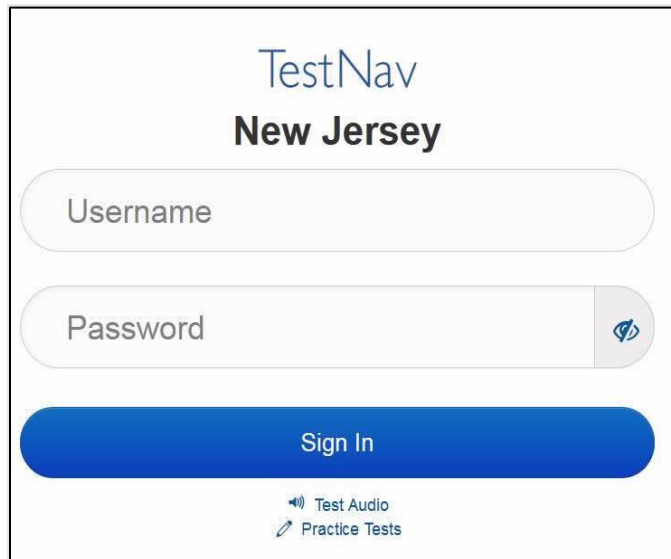 TestNav
New Jersey
Username
Password
Sign In
Test Audio
Practice Tests